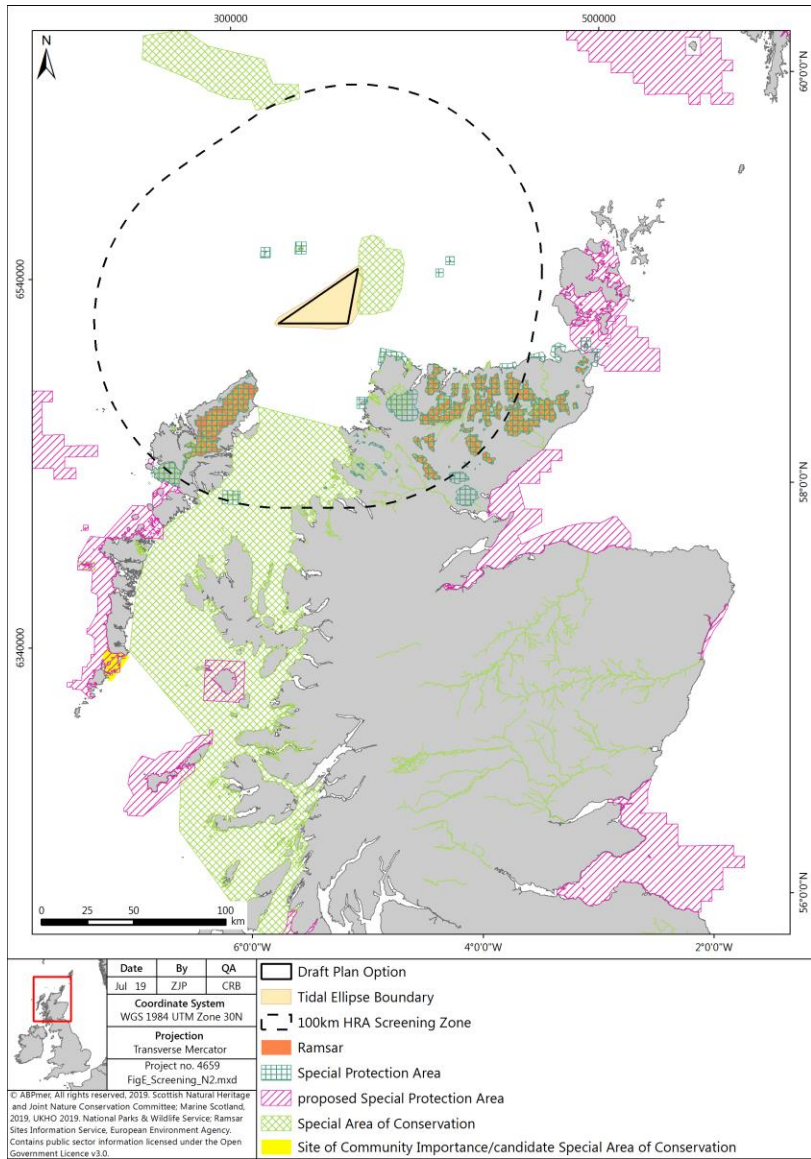 300000
500000
N
60°0'0"N
6540000
58°0'0"N
6340000
56°0'0"N
0 25 50 100
km
6°0'0"W
4°0'0"W
2°0'0"W
Date By QA
Jul 19 ZJP CRB
Coordinate System
WGS 1984 UTM Zone 30N
Projection
Transverse Mercator
Project no. 4659
FigE_Screening_N2.mxd
© ABPmer, All rights reserved, 2019. Scottish Natural Heritage
and Joint Nature Conservation Committee; Marine Scotland,
2019, UKHO 2019. National Parks & Wildlife Service; Ramsar
Sites Information Service, European Environment Agency.
Contains public sector information licensed under the Open
Government Licence v3.0.
Draft Plan Option
Tidal Ellipse Boundary
100km HRA Screening Zone
Ramsar
Special Protection Area
proposed Special Protection Area
Special Area of Conservation
Site of Community Importance/candidate Special Area of Conservation